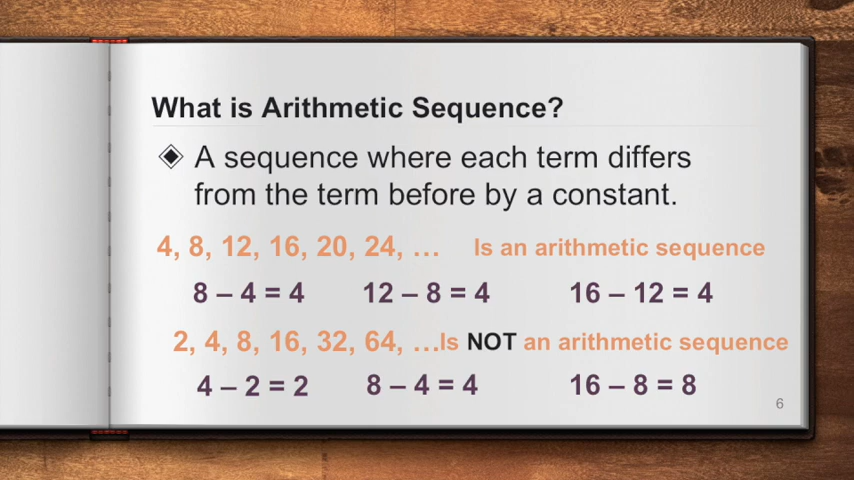 What is Arithmetic Sequence?
◈ A sequence where each term differs
from the term before by a constant.
4, 8, 12, 16, 20, 24, … Is an arithmetic sequence
8 – 4 = 4 12 – 8 = 4 16 – 12 = 4
2, 4, 8, 16, 32, 64, …Is NOT an arithmetic sequence
4 – 2 = 2 8 – 4 = 4 16 – 8 = 8
6